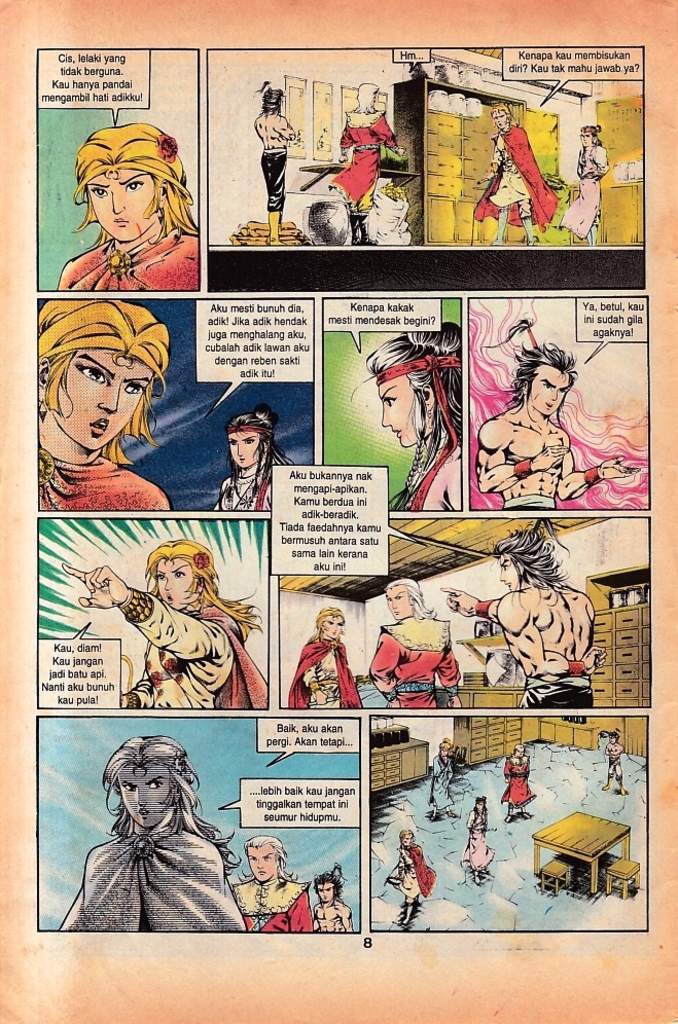 Cis, lelaki yang
tidak berguna.
Kau hanya pandai
mengambil hati adikku!
Hm...
Kenapa kau membisukan
diri? Kau tak mahu jawab ya?
Aku mesti bunuh dia,
adik! Jika adik hendak
juga menghalang aku,
cubalah adik lawan aku
dengan reben sakti
adik itu!
Kenapa kakak
mesti mendesak begini?
Ya, betul, kau
ini sudah gila
agaknya!
Kau, diam!
Kau jangan
jadi batu api.
Nanti aku bunuh
kau pula!
Aku bukannya nak
mengapi-apikan.
Kamu berdua ini
adik-beradik.
Tiada faedahnya kamu
bermusuh antara satu
sama lain kerana
aku ini!
Baik, aku akan
pergi. Akan tetapi...
....lebih baik kau jangan
tinggalkan tempat ini
seumur hidupmu.
8